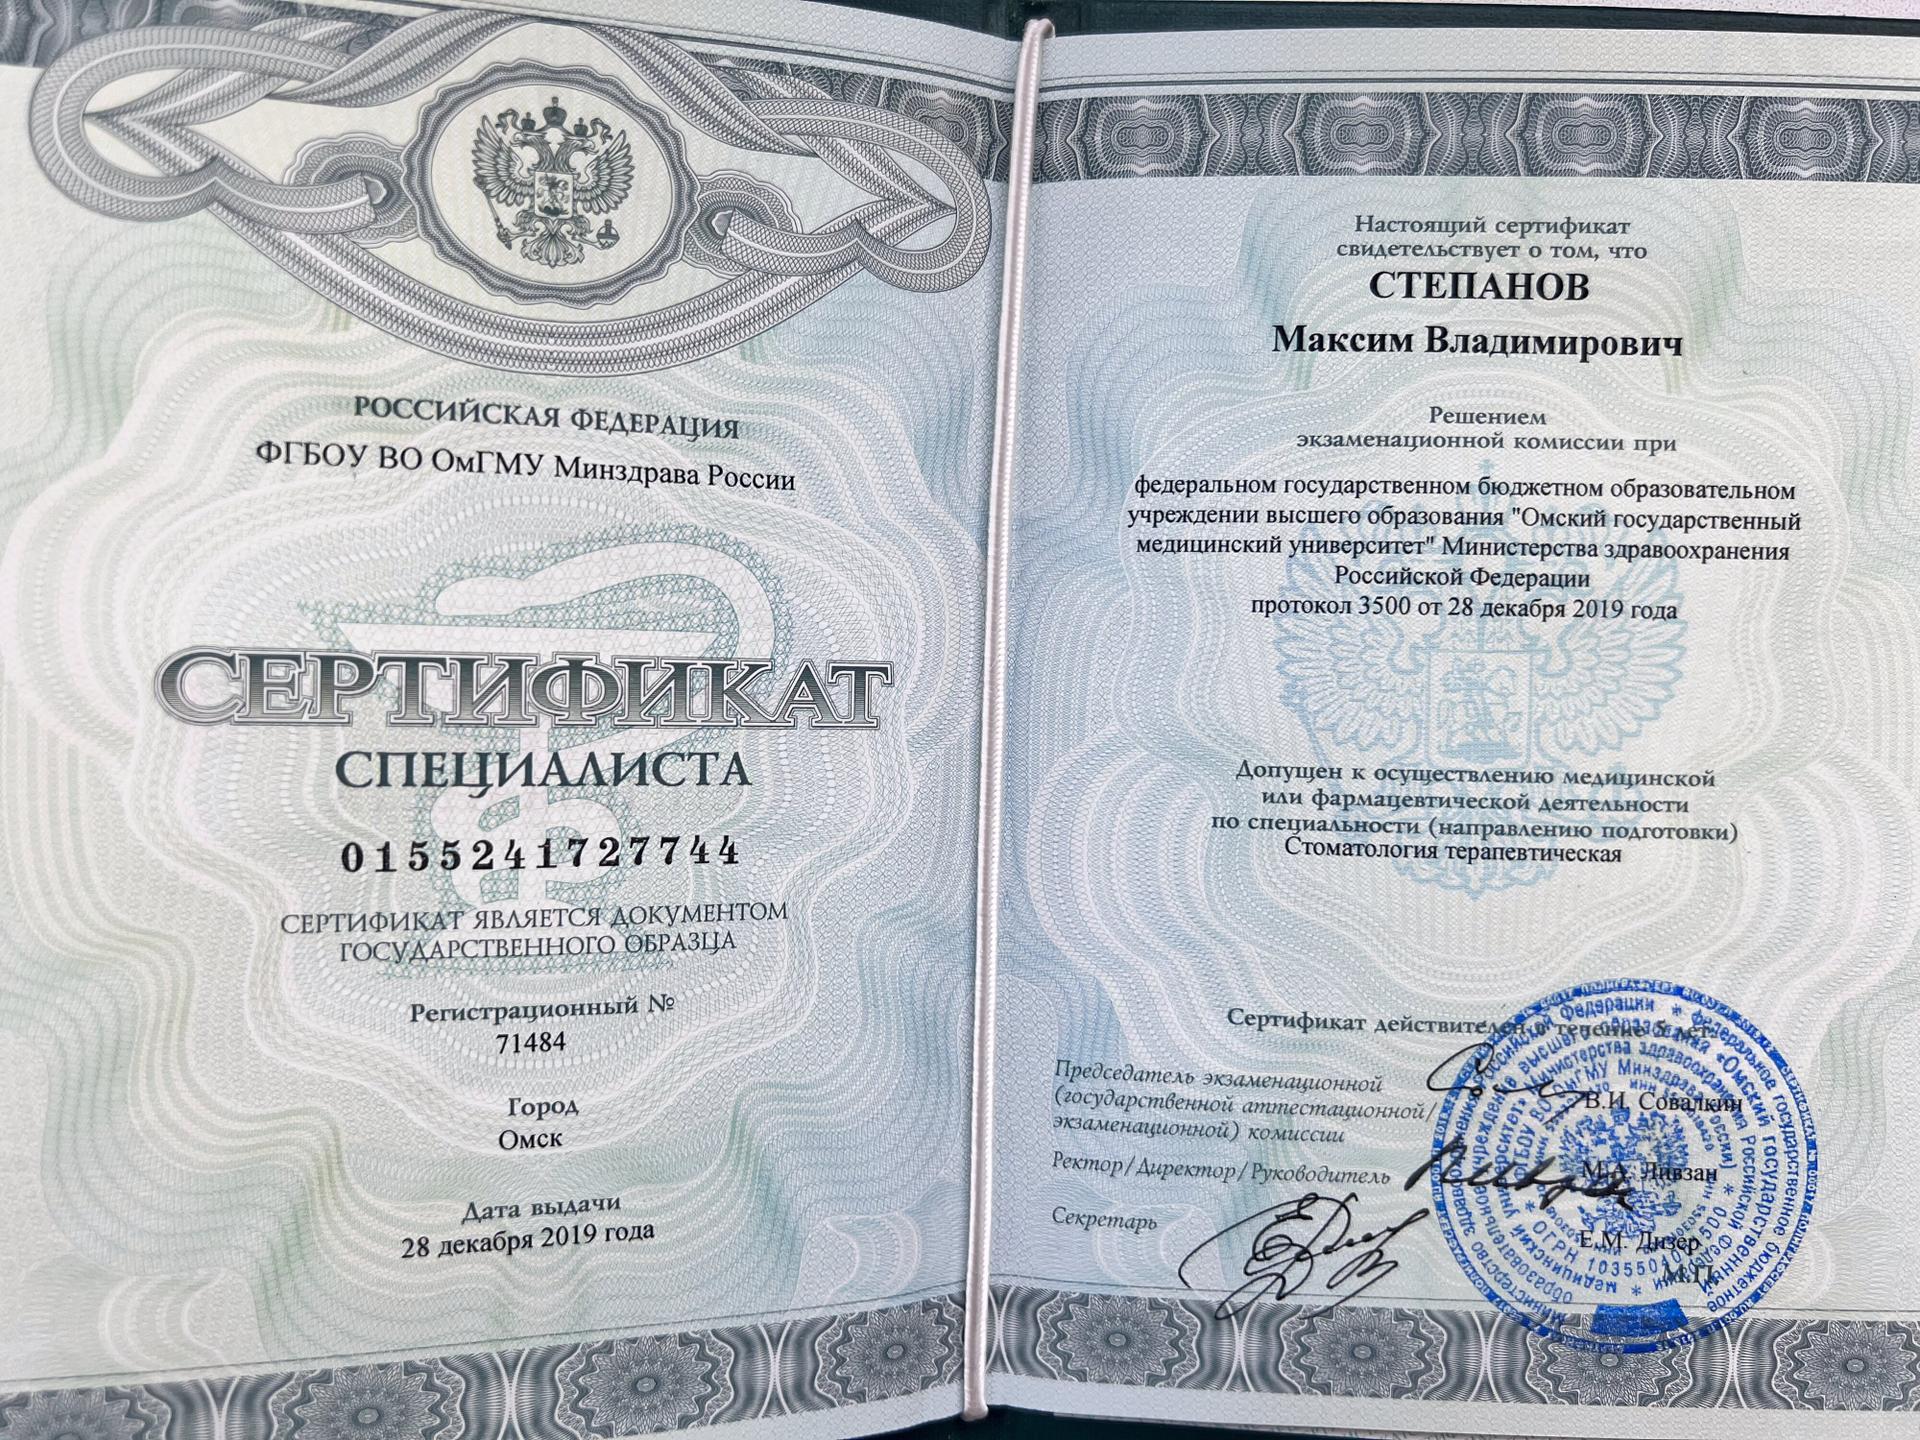 РОССИЙСКАЯ ФЕДЕРАЦИЯ
ФГБОУ ВО ОмГМУ Минздрава России
СЕРТИФИКАТ
СПЕЦИАЛИСТА
0155241727744
СЕРТИФИКАТ ЯВЛЯЕТСЯ ДОКУМЕНТОМ
ГОСУДАРСТВЕННОГО ОБРАЗЦА
Регистрационный №
71484
Город
Омск
Дата выдачи
28 декабря 2019 года
Настоящий сертификат
свидетельствует о том, что
СТЕПАНОВ
Максим Владимирович
Решением
экзаменационной комиссии при
федеральном государственном бюджетном образовательном
учреждении высшего образования "Омский государственный
медицинский университет" Министерства здравоохранения
Российской Федерации
протокол 3500 от 28 декабря 2019 года
Допущен к осуществлению медицинской
или фармацевтической деятельности
по специальности (направлению подготовки)
Стоматология терапевтическая
Сертификат действителен в течение 5 лет.
Председатель экзаменационной
(государственной аттестационной/
экзаменационной) комиссии
В.И. Совалкин
Ректор/Директор/Руководитель
М.А. Ливзан
Секретарь
Е.М. Дизер
М.П.